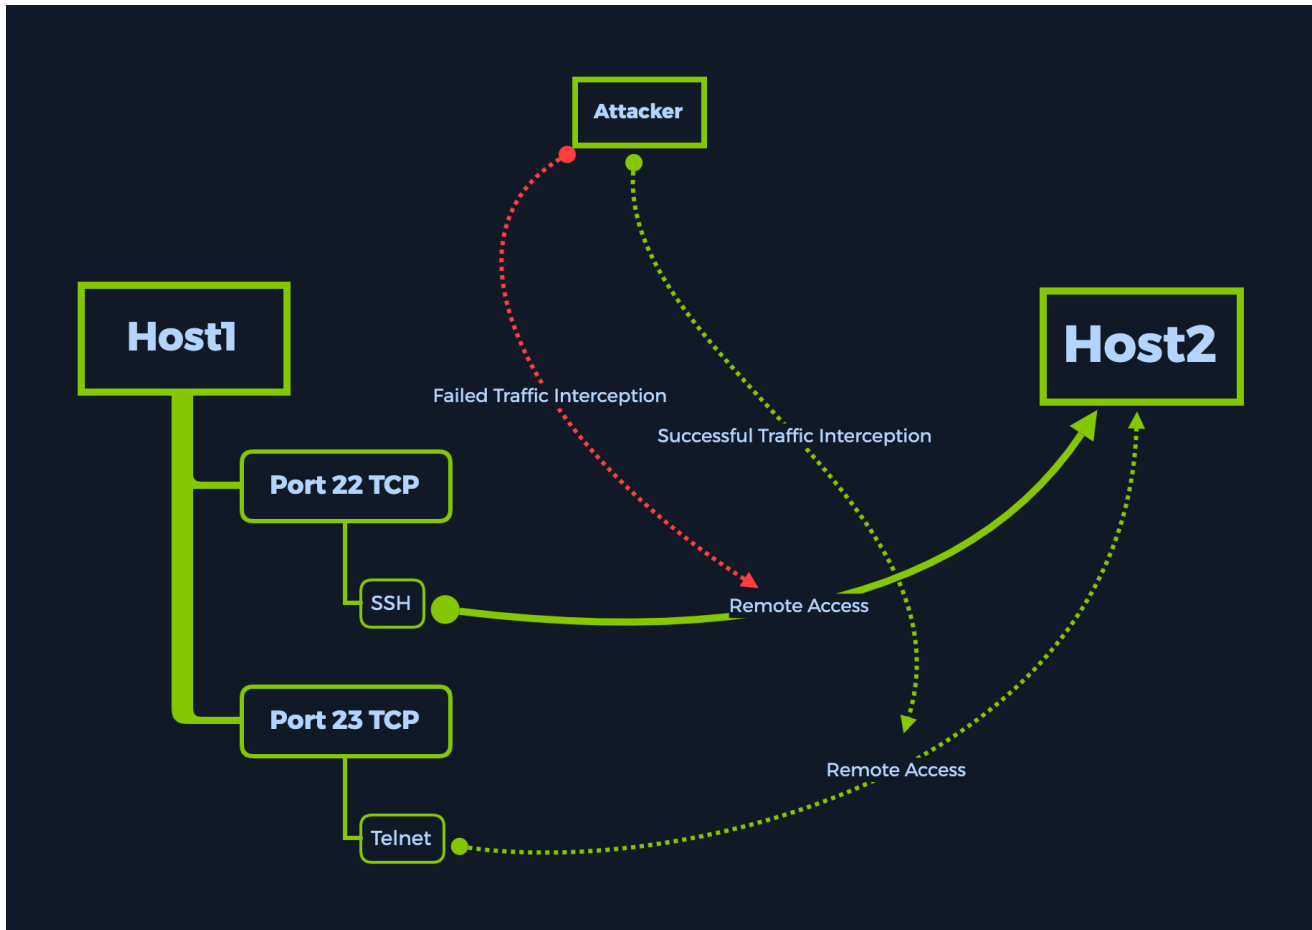 Attacker
Host1
Host2
Failed Traffic Interception
Successful Traffic Interception
Port 22 TCP
SSH
Remote Access
Port 23 TCP
Remote Access
Telnet